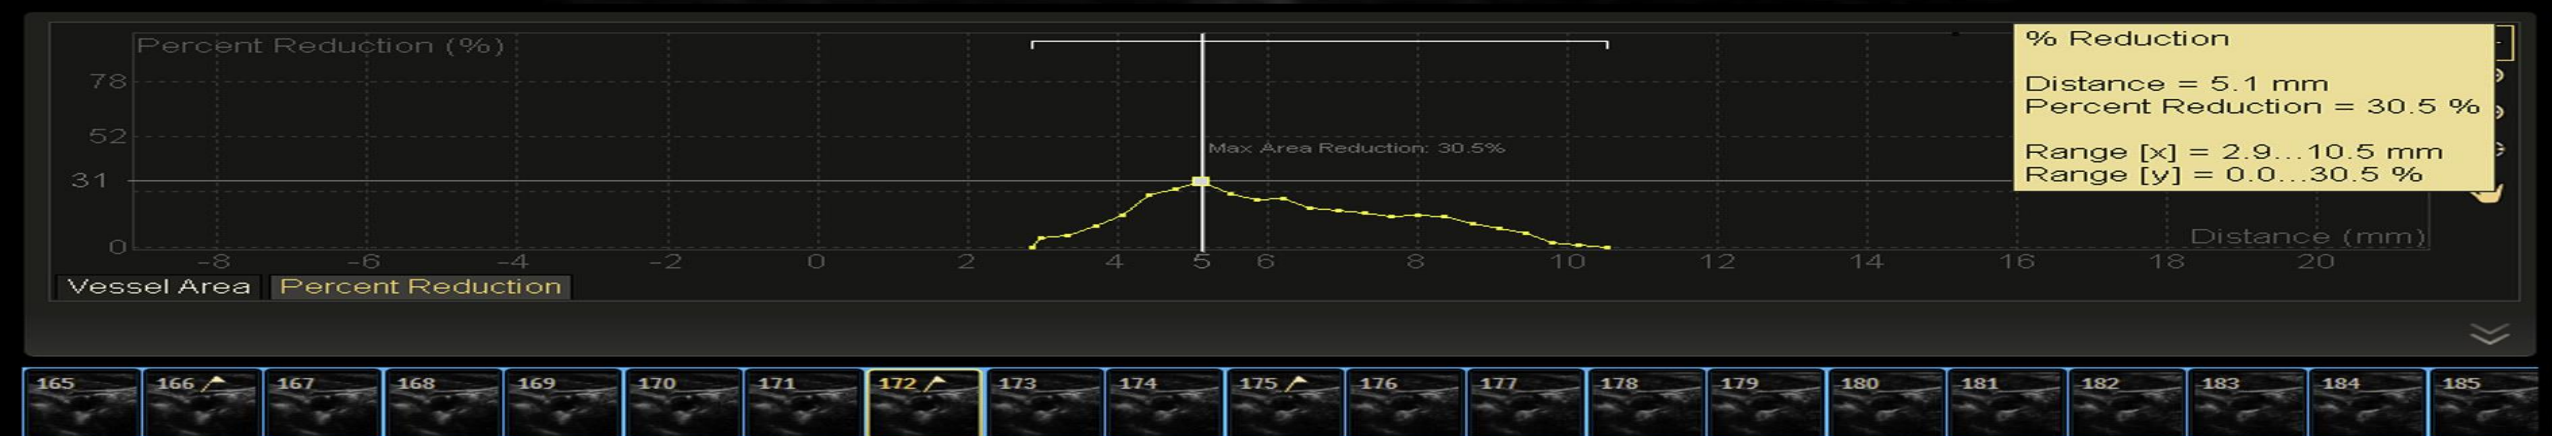 Percent Reduction (%)
78
52
31
0
Max Area Reduction: 30.5%
% Reduction
Distance = 5.1 mm
Percent Reduction = 30.5 %
Range [x] = 2.9...10.5 mm
Range [y] = 0.0...30.5 %
Distance (mm)
-8 -6 -4 -2 0 2 4 5 6 8 10 12 14 16 18 20
Vessel Area Percent Reduction
165 166 167 168 169 170 171 172 173 174 175 176 177 178 179 180 181 182 183 184 185